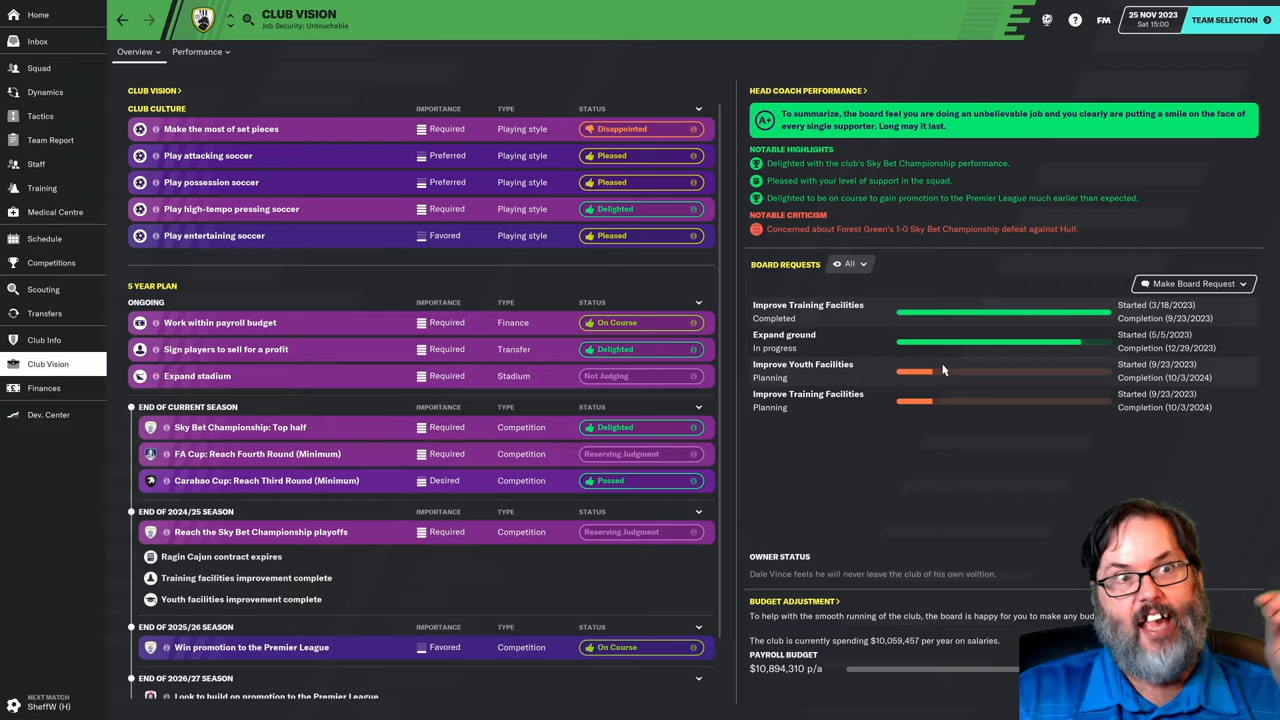 Home
CLUB VISION
Job Security: Untouchable
FM
25 NOV 2023
Sat 15:00
TEAM SELECTION
Inbox
Squad
Dynamics
Tactics
Team Report
Staff
Training
Medical Centre
Schedule
Competitions
Scouting
Transfers
Club Info
Club Vision
Finances
Dev. Center
NEXT MATCH
SheffW (H)
Overview
Performance
CLUB VISION
CLUB CULTURE IMPORTANCE TYPE STATUS
Make the most of set pieces Required Playing style Disappointed
Play attacking soccer Preferred Playing style Pleased
Play possession soccer Preferred Playing style Pleased
Play high-tempo pressing soccer Required Playing style Delighted
Play entertaining soccer Favored Playing style Pleased
5 YEAR PLAN
ONGOING IMPORTANCE TYPE STATUS
Work within payroll budget Required Finance On Course
Sign players to sell for a profit Required Transfer Delighted
Expand stadium Required Stadium Not Judging
END OF CURRENT SEASON IMPORTANCE TYPE STATUS
Sky Bet Championship: Top half Required Competition Delighted
FA Cup: Reach Fourth Round (Minimum) Required Competition Reserving Judgment
Carabao Cup: Reach Third Round (Minimum) Desired Competition Passed
END OF 2024/25 SEASON IMPORTANCE TYPE STATUS
Reach the Sky Bet Championship playoffs Required Competition Reserving Judgment
Ragin Cajun contract expires
Training facilities improvement complete
Youth facilities improvement complete
END OF 2025/26 SEASON IMPORTANCE TYPE STATUS
Win promotion to the Premier League Favored Competition On Course
END OF 2026/27 SEASON IMPORTANCE TYPE STATUS
Look to build on promotion to the Premier League
HEAD COACH PERFORMANCE
A+
To summarize, the board feel you are doing an unbelievable job and you clearly are putting a smile on the face of
every single supporter. Long may it last.
NOTABLE HIGHLIGHTS
Delighted with the club's Sky Bet Championship performance.
Pleased with your level of support in the squad.
Delighted to be on course to gain promotion to the Premier League much earlier than expected.
NOTABLE CRITICISM
Concerned about Forest Green's 1-0 Sky Bet Championship defeat against Hull.
BOARD REQUESTS All
Make Board Request
Improve Training Facilities Started (3/18/2023)
Completed Completion (9/23/2023)
Expand ground Started (5/5/2023)
In progress Completion (12/29/2023)
Improve Youth Facilities Started (9/23/2023)
Planning Completion (10/3/2024)
Improve Training Facilities Started (9/23/2023)
Planning Completion (10/3/2024)
OWNER STATUS
Dale Vince feels he will never leave the club of his own volition.
BUDGET ADJUSTMENT
To help with the smooth running of the club, the board is happy for you to make any bud
The club is currently spending $10,059,457 per year on salaries.
PAYROLL BUDGET
$10,894,310 p/a